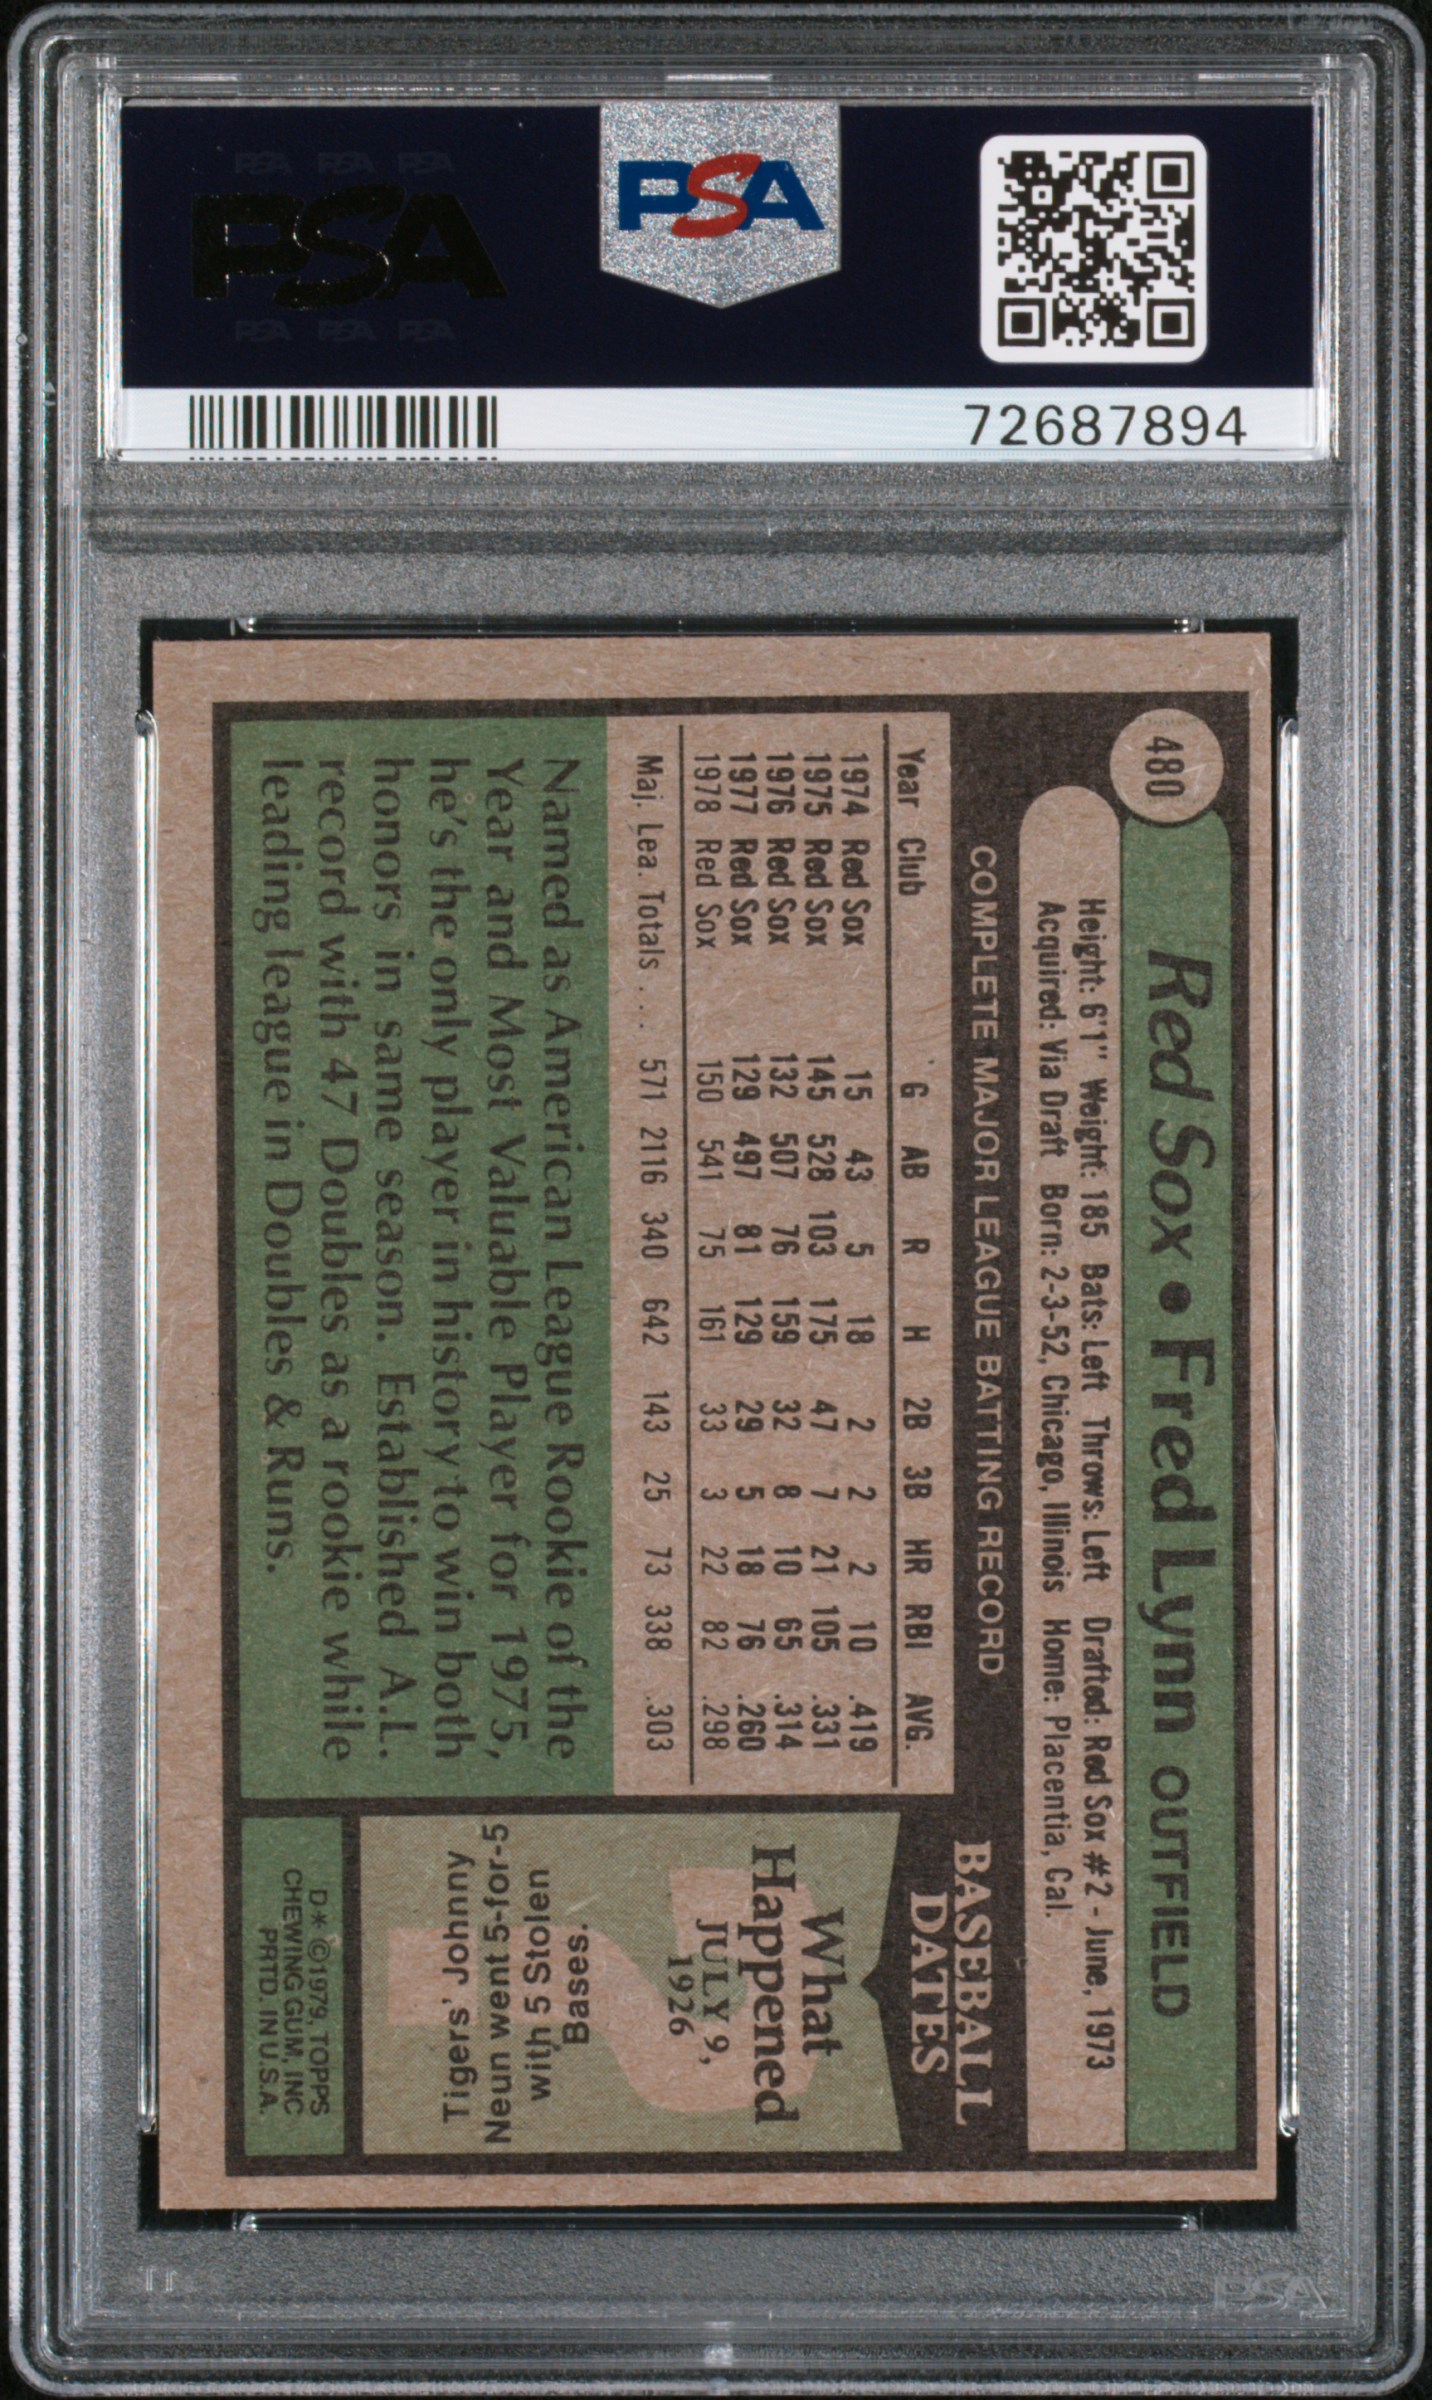 PSA PSA PSA
PSA
PSA PSA PSA
PSA
72687894
480
Red Sox • Fred Lynn OUTFIELD
Height: 6'1" Weight: 185 Bats: Left Throws: Left Drafted: Red Sox #2 - June, 1973
Acquired: Via Draft Born: 2-3-52, Chicago, Illinois Home: Placentia, Cal.
COMPLETE MAJOR LEAGUE BATTING RECORD
Year Club G AB R H 2B 3B HR RBI AVG.
1974 Red Sox 15 43 5 18 2 2 2 10 .419
1975 Red Sox 145 528 103 175 47 7 21 105 .331
1976 Red Sox 132 507 76 159 32 8 10 65 .314
1977 Red Sox 129 497 81 129 29 5 18 76 .260
1978 Red Sox 150 541 75 161 33 3 22 82 .298
Maj. Lea. Totals . . . 571 2116 340 642 143 25 73 338 .303
Named as American League Rookie of the
Year and Most Valuable Player for 1975,
he's the only player in history to win both
honors in same season. Established A.L.
record with 47 Doubles as a rookie while
leading league in Doubles & Runs.
BASEBALL
DATES
What
Happened
JULY 9,
1926
Tigers' Johnny
Neun went 5-for-5
with 5 Stolen
Bases.
D* ©1979, TOPPS
CHEWING GUM, INC.
PRTD. IN U.S.A.
PSA